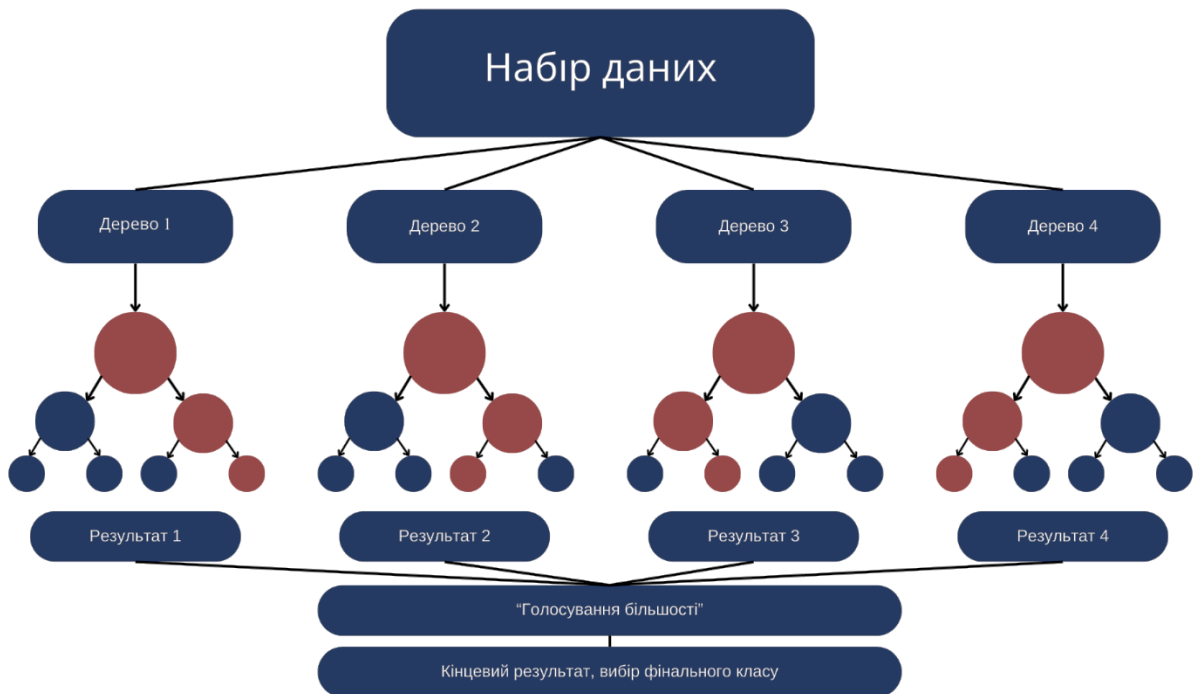 Набір даних
Дерево 1
Дерево 2
Дерево 3
Дерево 4
Результат 1
Результат 2
Результат 3
Результат 4
“Голосування більшості”
Кінцевий результат, вибір фінального класу